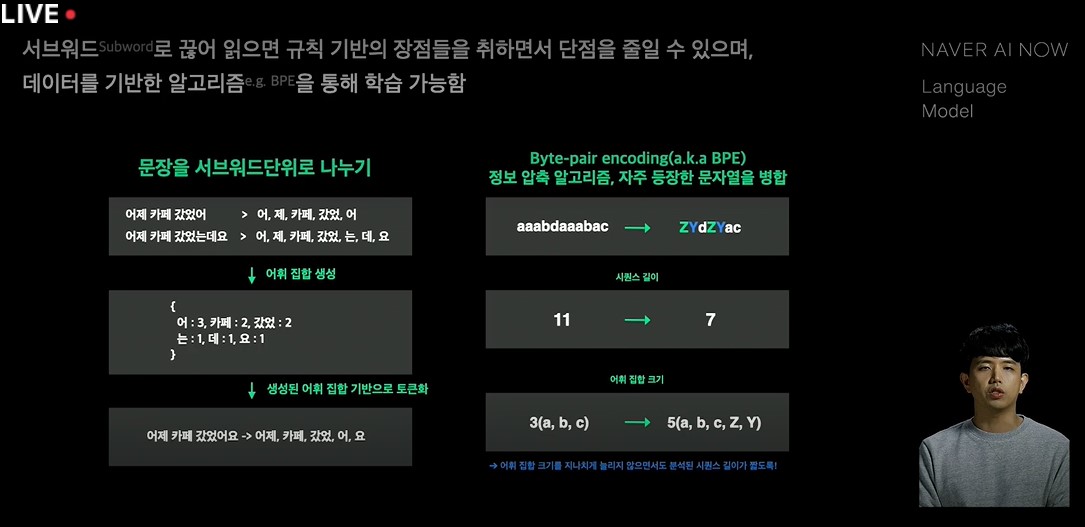 LIVE
서브워드Subword로 끊어 읽으면 규칙 기반의 장점들을 취하면서 단점을 줄일 수 있으며,
데이터를 기반한 알고리즘e.g. BPE을 통해 학습 가능함
NAVER AI NOW
Language
Model
문장을 서브워드단위로 나누기
어제 카페 갔었어 > 어, 제, 카페, 갔었, 어
어제 카페 갔었는데요 > 어, 제, 카페, 갔었, 는, 데, 요
어휘 집합 생성
{
어 : 3, 카페 : 2, 갔었 : 2
는 : 1, 데 : 1, 요 : 1
}
생성된 어휘 집합 기반으로 토큰화
어제 카페 갔었어요 -> 어제, 카페, 갔었, 어, 요
Byte-pair encoding(a.k.a BPE)
정보 압축 알고리즘, 자주 등장한 문자열을 병합
aaabdaaabac → ZYdZYac
시퀀스 길이
11 → 7
어휘 집합 크기
3(a, b, c) → 5(a, b, c, Z, Y)
→ 어휘 집합 크기를 지나치게 늘리지 않으면서도 분석된 시퀀스 길이가 짧도록!